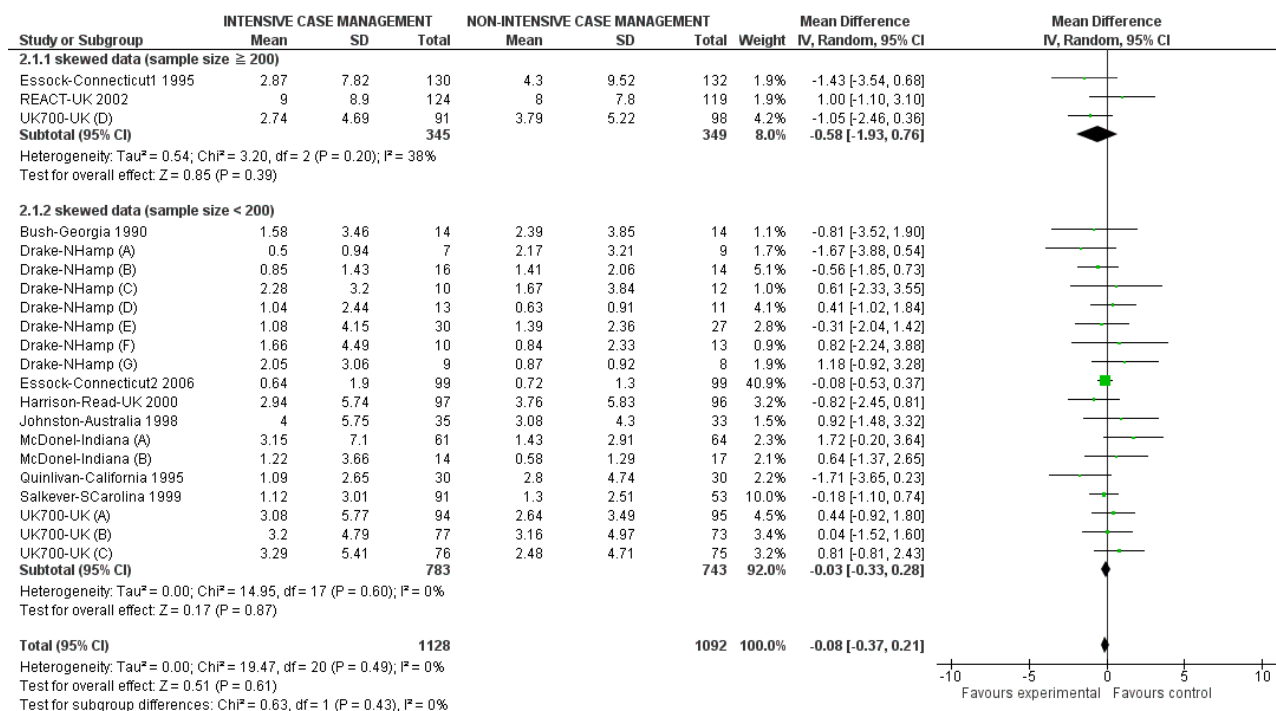 INTENSIVE CASE MANAGEMENT NON-INTENSIVE CASE MANAGEMENT Mean Difference Mean Difference
Study or Subgroup Mean SD Total Mean SD Total Weight IV, Random, 95% CI IV, Random, 95% CI
2.1.1 skewed data (sample size ≧ 200)
Essock-Connecticut1 1995 2.87 7.82 130 4.3 9.52 132 1.9% -1.43 [-3.54, 0.68]
REACT-UK 2002 9 8.9 124 8 7.8 119 1.9% 1.00 [-1.10, 3.10]
UK700-UK (D) 2.74 4.69 91 3.79 5.22 98 4.2% -1.05 [-2.46, 0.36]
Subtotal (95% CI) 345 349 8.0% -0.58 [-1.93, 0.76]
Heterogeneity: Tau² = 0.54; Chi² = 3.20, df = 2 (P = 0.20); I² = 38%
Test for overall effect: Z = 0.85 (P = 0.39)
2.1.2 skewed data (sample size < 200)
Bush-Georgia 1990 1.58 3.46 14 2.39 3.85 14 1.1% -0.81 [-3.52, 1.90]
Drake-NHamp (A) 0.5 0.94 7 2.17 3.21 9 1.7% -1.67 [-3.88, 0.54]
Drake-NHamp (B) 0.85 1.43 16 1.41 2.06 14 5.1% -0.56 [-1.85, 0.73]
Drake-NHamp (C) 2.28 3.2 10 1.67 3.84 12 1.0% 0.61 [-2.33, 3.55]
Drake-NHamp (D) 1.04 2.44 13 0.63 0.91 11 4.1% 0.41 [-1.02, 1.84]
Drake-NHamp (E) 1.08 4.15 30 1.39 2.36 27 2.8% -0.31 [-2.04, 1.42]
Drake-NHamp (F) 1.66 4.49 10 0.84 2.33 13 0.9% 0.82 [-2.24, 3.88]
Drake-NHamp (G) 2.05 3.06 9 0.87 0.92 8 1.9% 1.18 [-0.92, 3.28]
Essock-Connecticut2 2006 0.64 1.9 99 0.72 1.3 99 40.9% -0.08 [-0.53, 0.37]
Harrison-Read-UK 2000 2.94 5.74 97 3.76 5.83 96 3.2% -0.82 [-2.45, 0.81]
Johnston-Australia 1998 4 5.75 35 3.08 4.3 33 1.5% 0.92 [-1.48, 3.32]
McDonel-Indiana (A) 3.15 7.1 61 1.43 2.91 64 2.3% 1.72 [-0.20, 3.64]
McDonel-Indiana (B) 1.22 3.66 14 0.58 1.29 17 2.1% 0.64 [-1.37, 2.65]
Quinlivan-California 1995 1.09 2.65 30 2.8 4.74 30 2.2% -1.71 [-3.65, 0.23]
Salkever-SCarolina 1999 1.12 3.01 91 1.3 2.51 53 10.0% -0.18 [-1.10, 0.74]
UK700-UK (A) 3.08 5.77 94 2.64 3.49 95 4.5% 0.44 [-0.92, 1.80]
UK700-UK (B) 3.2 4.79 77 3.16 4.97 73 3.4% 0.04 [-1.52, 1.60]
UK700-UK (C) 3.29 5.41 76 2.48 4.71 75 3.2% 0.81 [-0.81, 2.43]
Subtotal (95% CI) 783 743 92.0% -0.03 [-0.33, 0.28]
Heterogeneity: Tau² = 0.00; Chi² = 14.95, df = 17 (P = 0.60); I² = 0%
Test for overall effect: Z = 0.17 (P = 0.87)
Total (95% CI) 1128 1092 100.0% -0.08 [-0.37, 0.21]
Heterogeneity: Tau² = 0.00; Chi² = 19.47, df = 20 (P = 0.49); I² = 0%
Test for overall effect: Z = 0.51 (P = 0.61)
Test for subgroup differences: Chi² = 0.63, df = 1 (P = 0.43), I² = 0%
-10 -5 0 5 10
Favours experimental Favours control